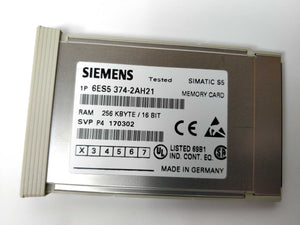 SIEMENS
Tested
SIMATIC S5
1P 6ES5 374-2AH21
MEMORY CARD
RAM 256 KBYTE / 16 BIT
SVP P4 170302
X 3 4 5 6 7
CE
UL
LISTED 69B1
IND. CONT. EQ.
MADE IN GERMANY